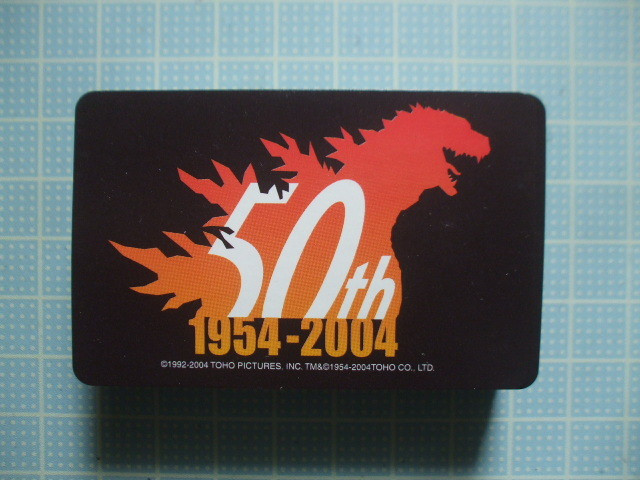 50th
1954-2004
©1992-2004 TOHO PICTURES. INC. TM&©1954-2004TOHO CO., LTD.